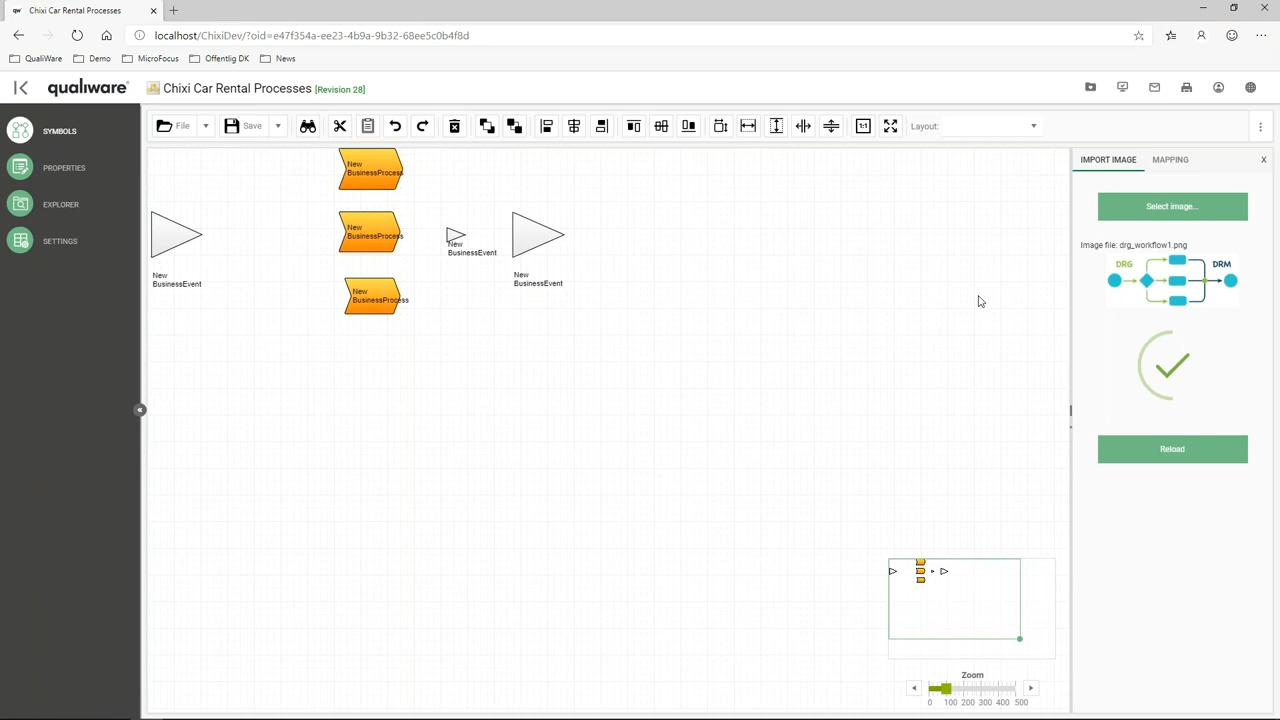 qw Chixi Car Rental Processes
localhost/ChixiDev/?oid=e47f354a-ee23-4b9a-9b32-68ee5c0b4f8d
QualiWare Demo MicroFocus Offentlig DK News
qualiware Chixi Car Rental Processes [Revision 28]
SYMBOLS
PROPERTIES
EXPLORER
SETTINGS
File Save 1:1 Layout:
New
BusinessProcess
New
BusinessProcess
New
BusinessProcess
New
BusinessEvent
New
BusinessEvent
New
BusinessEvent
IMPORT IMAGE MAPPING X
Select image...
Image file: drg_workflow1.png
DRG DRM
Reload
Zoom
0 100 200 300 400 500